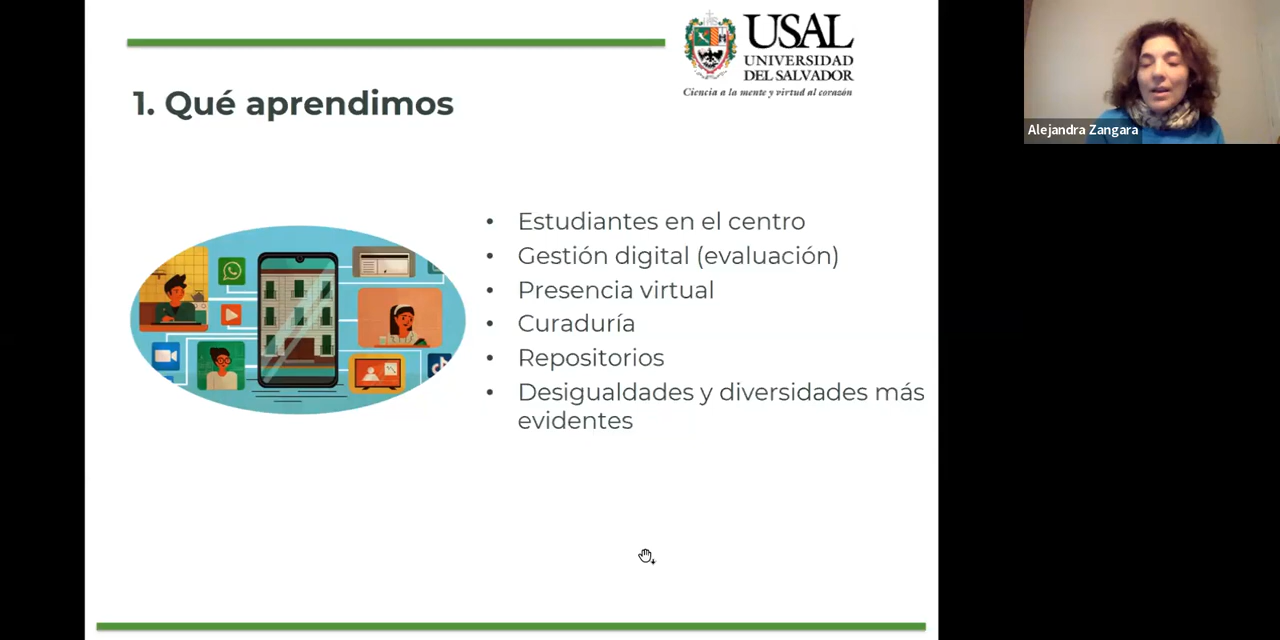 USAL
UNIVERSIDAD
DEL SALVADOR
Ciencia a la mente y virtud al corazón
1. Qué aprendimos
• Estudiantes en el centro
• Gestión digital (evaluación)
• Presencia virtual
• Curaduría
• Repositorios
• Desigualdades y diversidades más
evidentes
Alejandra Zangara